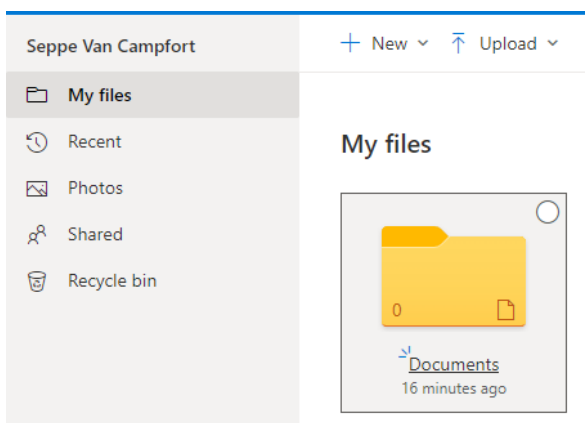 Seppe Van Campfort
New Upload
My files
Recent
Photos
Shared
Recycle bin
My files
0
Documents
16 minutes ago